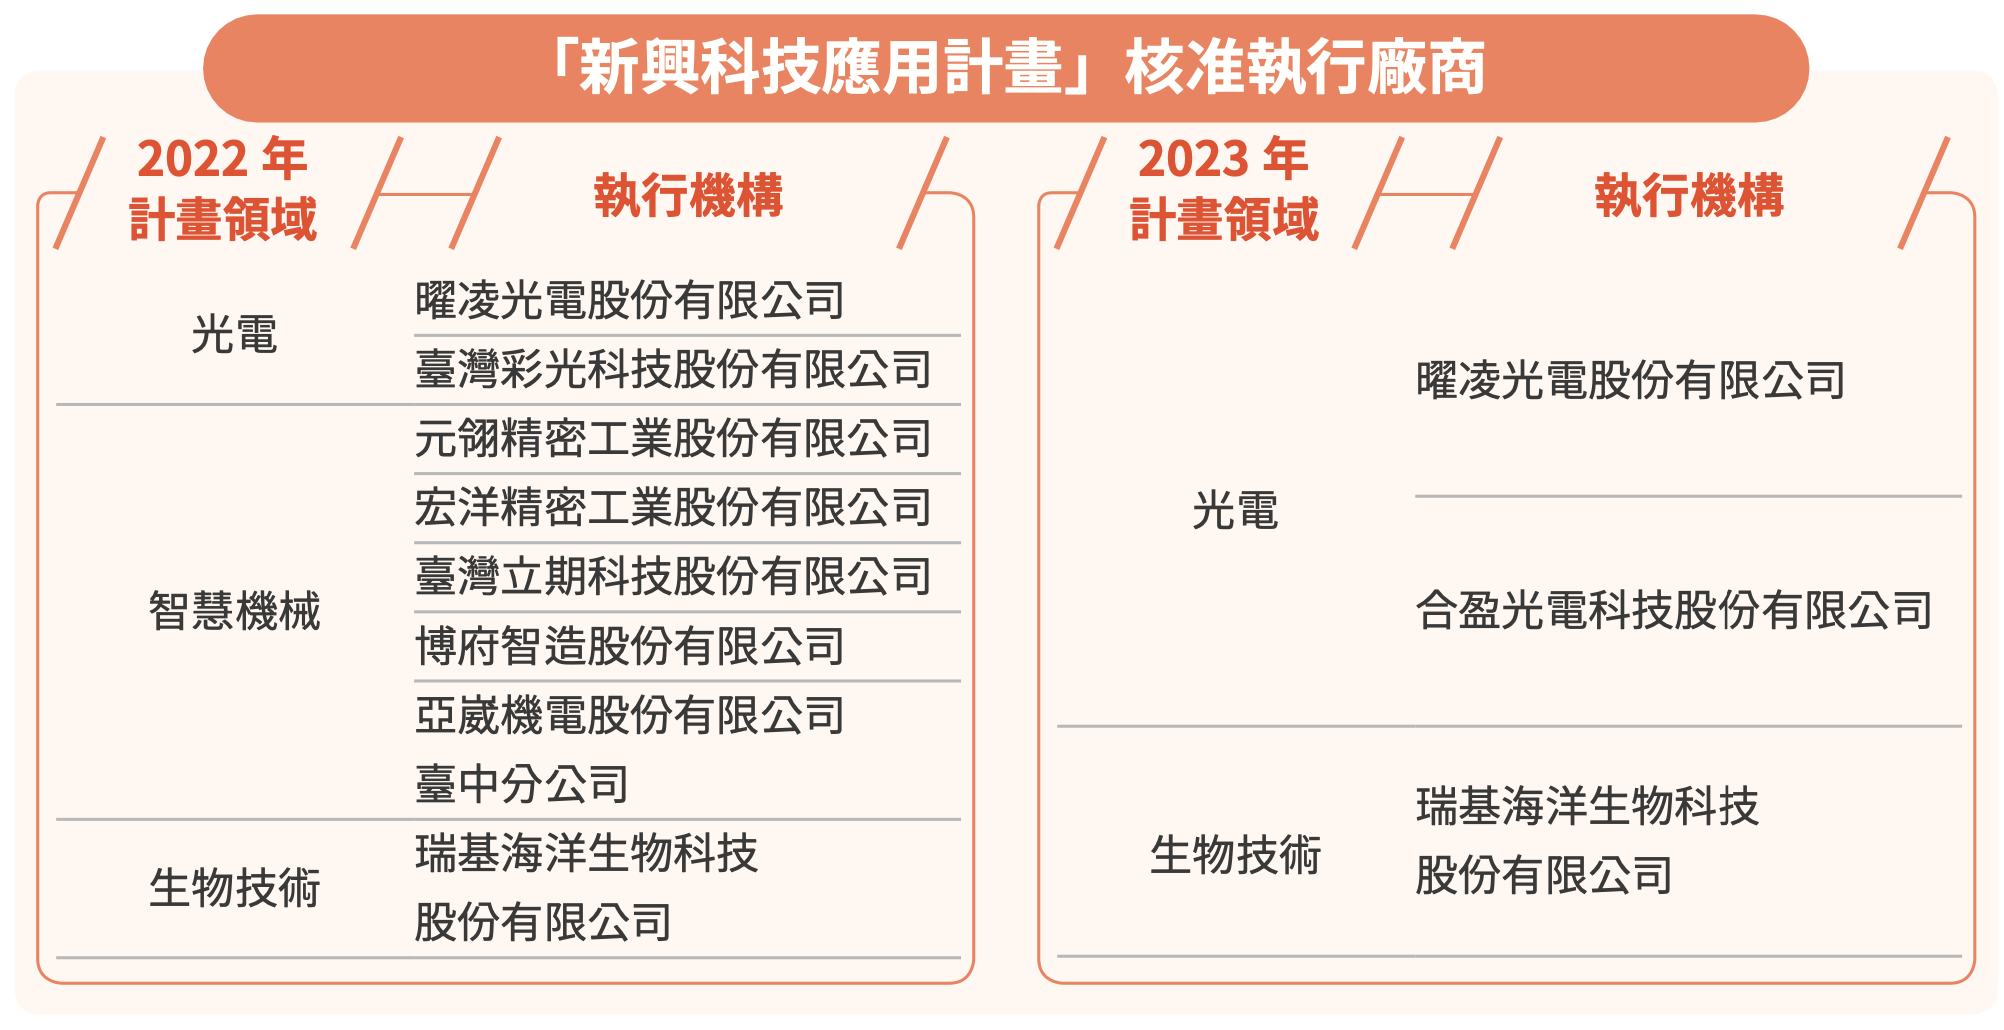 「新興科技應用計畫」核准執行廠商
2022 年
計畫領域
執行機構
光電
曜凌光電股份有限公司
臺灣彩光科技股份有限公司
智慧機械
元翎精密工業股份有限公司
宏洋精密工業股份有限公司
臺灣立期科技股份有限公司
博府智造股份有限公司
亞崴機電股份有限公司
臺中分公司
生物技術
瑞基海洋生物科技
股份有限公司
2023 年
計畫領域
執行機構
光電
曜凌光電股份有限公司
合盈光電科技股份有限公司
生物技術
瑞基海洋生物科技
股份有限公司